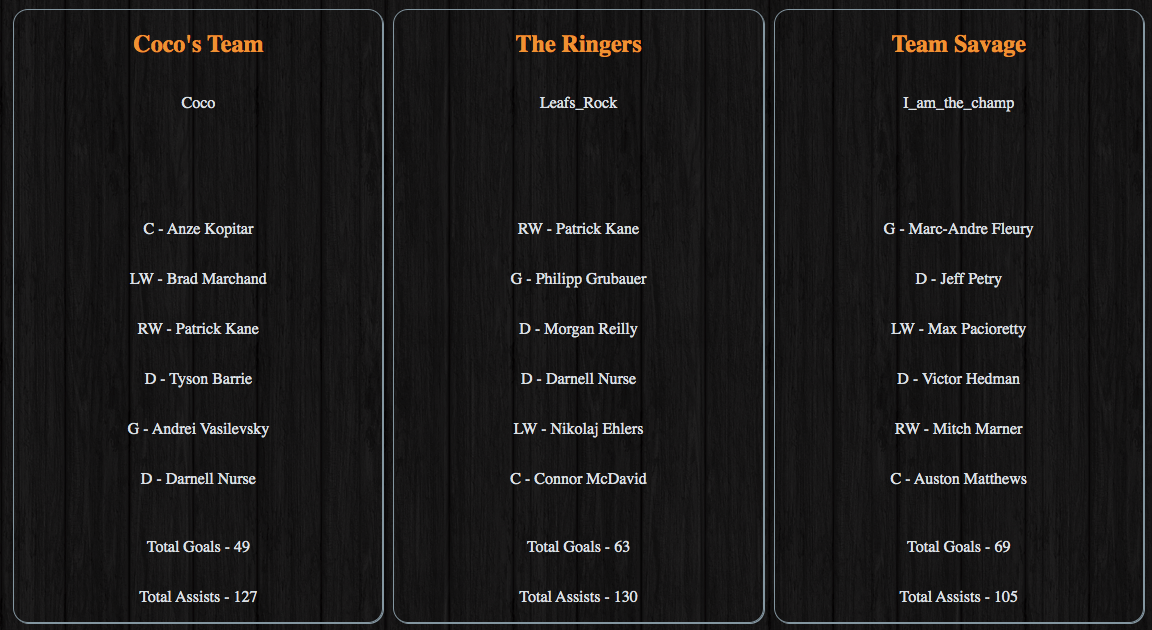 Coco's Team
Coco
C - Anze Kopitar
LW - Brad Marchand
RW - Patrick Kane
D - Tyson Barrie
G - Andrei Vasilevsky
D - Darnell Nurse
Total Goals - 49
Total Assists - 127
The Ringers
Leafs_Rock
RW - Patrick Kane
G - Philipp Grubauer
D - Morgan Reilly
D - Darnell Nurse
LW - Nikolaj Ehlers
C - Connor McDavid
Total Goals - 63
Total Assists - 130
Team Savage
I_am_the_champ
G - Marc-Andre Fleury
D - Jeff Petry
LW - Max Pacioretty
D - Victor Hedman
RW - Mitch Marner
C - Auston Matthews
Total Goals - 69
Total Assists - 105